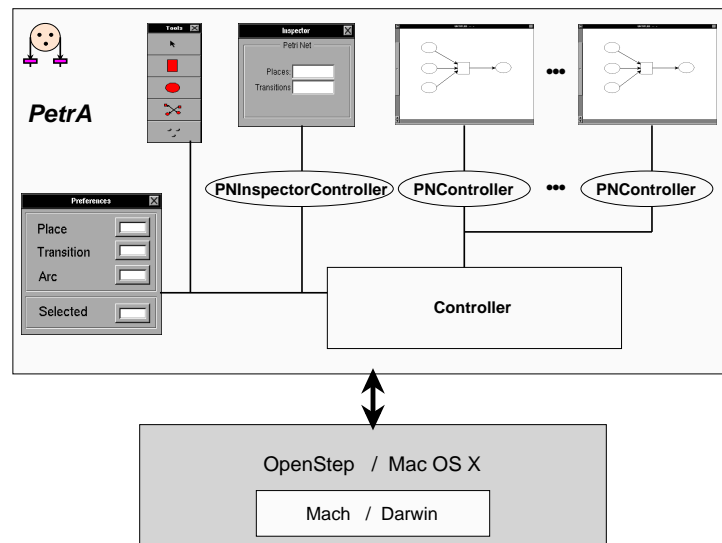 Tools
Inspector
Petri Net
Places:
Transitions
PetrA
PNInspectorController
PNController
PNController
Preferences
Place
Transition
Arc
Selected
Controller
OpenStep / Mac OS X
Mach / Darwin